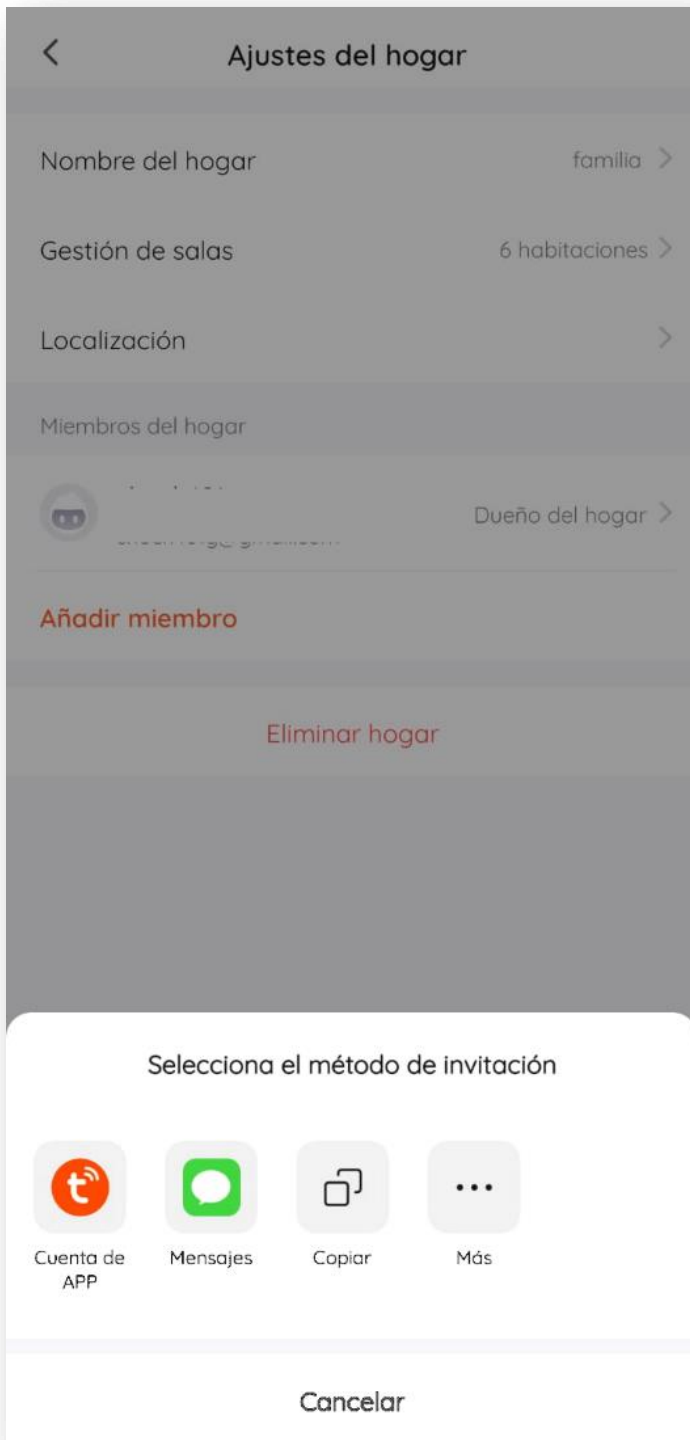 Ajustes del hogar
Nombre del hogar familia
Gestión de salas 6 habitaciones
Localización
Miembros del hogar
Dueño del hogar
Añadir miembro
Eliminar hogar
Selecciona el método de invitación
Cuenta de APP
Mensajes
Copiar
Más
Cancelar